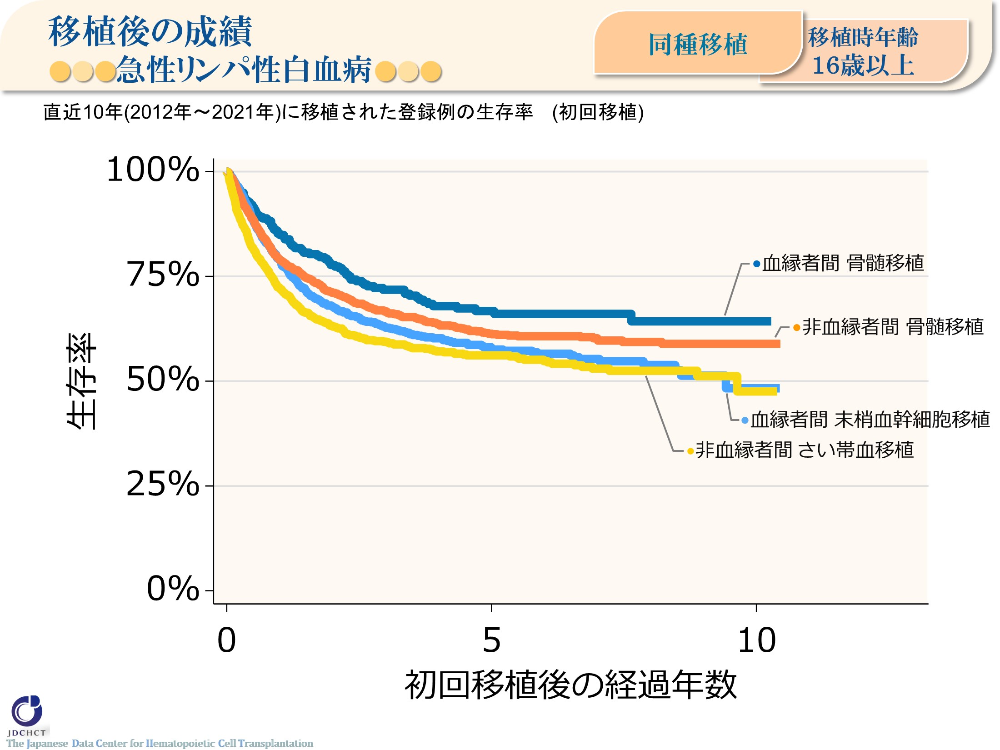 移植後の成績
急性リンパ性白血病
同種移植
移植時年齢
16歳以上
直近10年(2012年～2021年)に移植された登録例の生存率　(初回移植)
100%
75%
50%
25%
0%
生存率
血縁者間 骨髄移植
非血縁者間 骨髄移植
血縁者間 末梢血幹細胞移植
非血縁者間 さい帯血移植
0
5
10
初回移植後の経過年数
JDCHCT
The Japanese Data Center for Hematopoietic Cell Transplantation